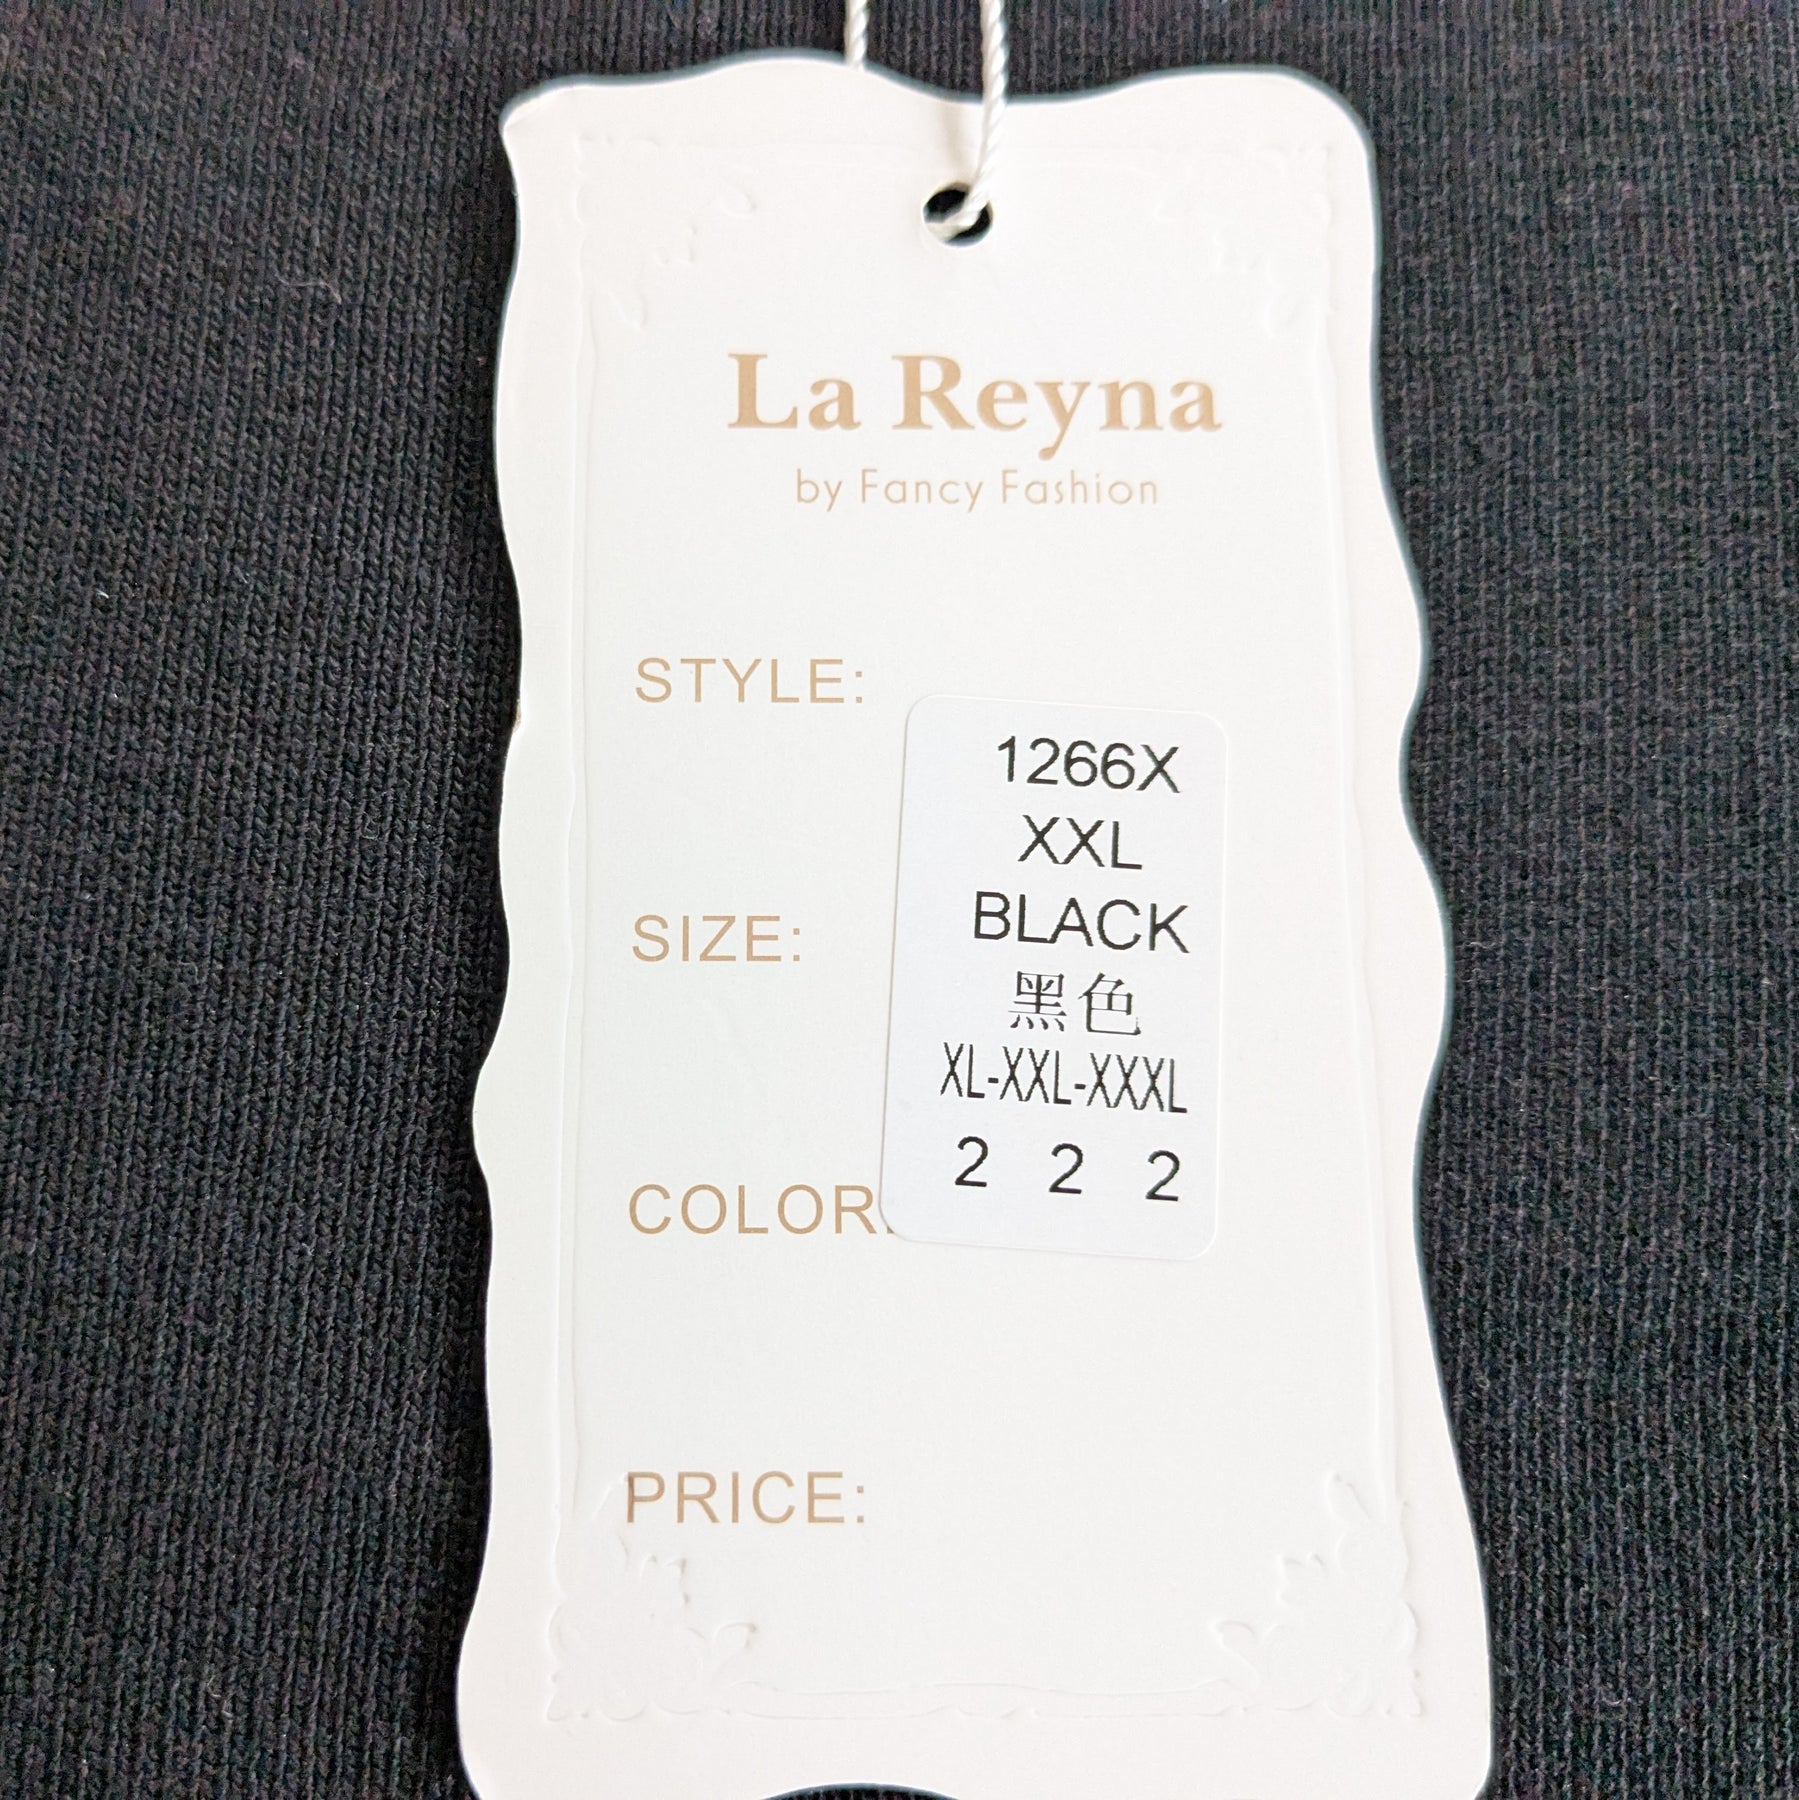 La Reyna
by Fancy Fashion
STYLE:
1266X
XXL
BLACK
黑色
XL-XXL-XXXL
2 2 2
SIZE:
COLOR:
PRICE: